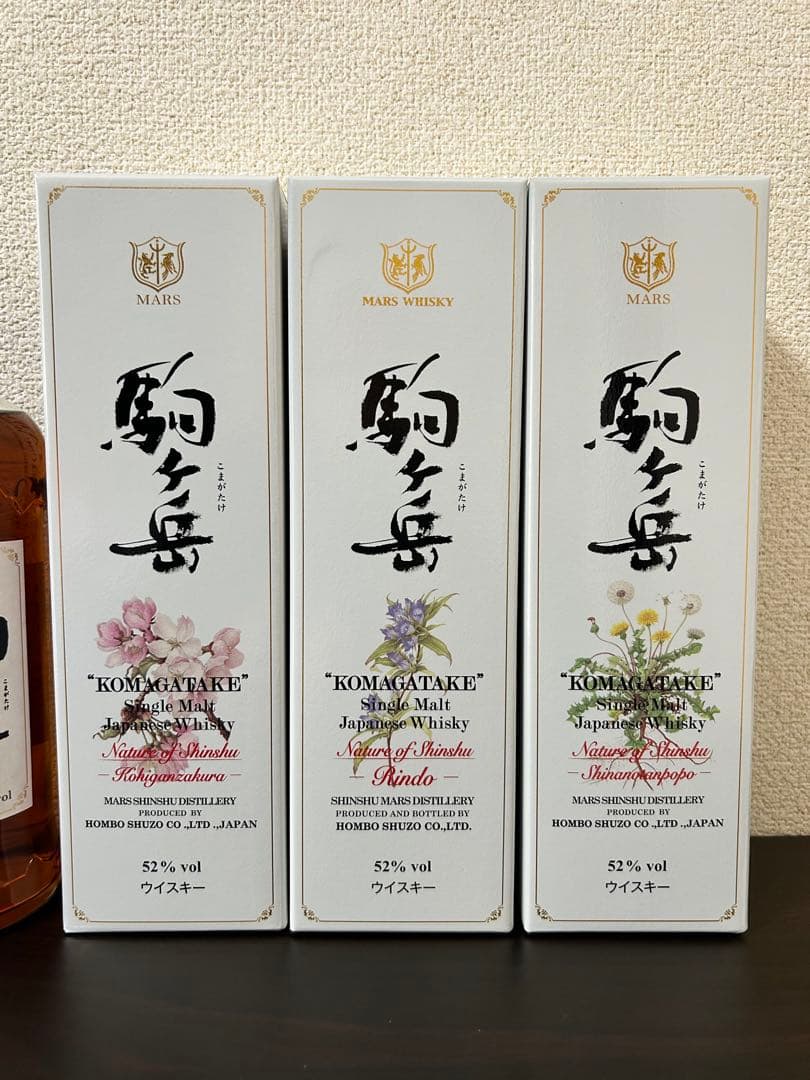 MARS
駒ヶ岳
こまがたけ
"KOMAGATAKE"
Single Malt
Japanese Whisky
Nature of Shinshu
Kohiganzakura
MARS SHINSHU DISTILLERY
PRODUCED BY
HOMBO SHUZO CO.,LTD.,JAPAN
52% vol
ウイスキー
MARS WHISKY
駒ヶ岳
こまがたけ
"KOMAGATAKE"
Single Malt
Japanese Whisky
Nature of Shinshu
Rindo
SHINSHU MARS DISTILLERY
PRODUCED AND BOTTLED BY
HOMBO SHUZO CO.,LTD.
52% vol
ウイスキー
MARS
駒ヶ岳
こまがたけ
"KOMAGATAKE"
Single Malt
Japanese Whisky
Nature of Shinshu
Shinanotanpopo
MARS SHINSHU DISTILLERY
PRODUCED BY
HOMBO SHUZO CO.,LTD.,JAPAN
52% vol
ウイスキー
こまがたけ